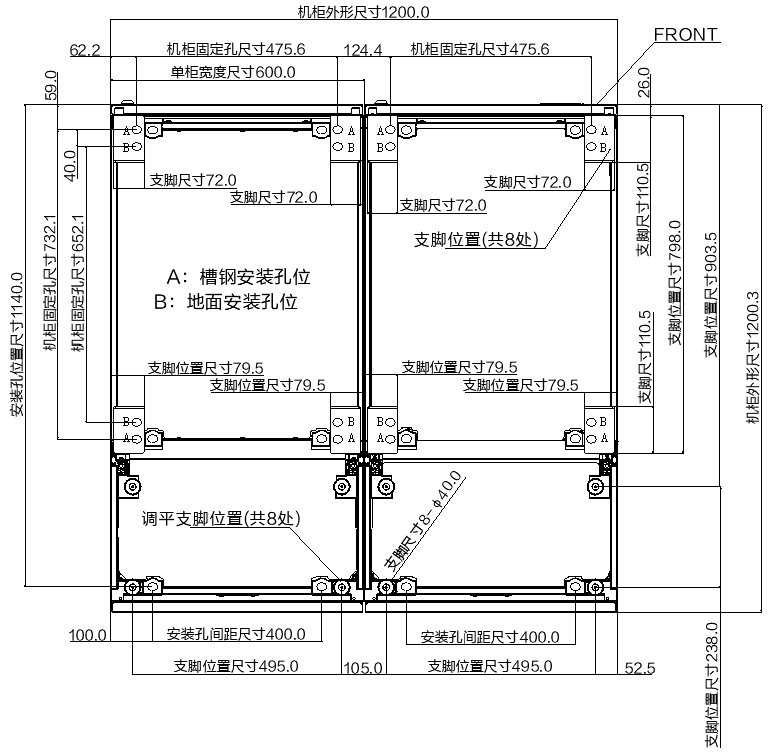 机柜外形尺寸1200.0
FRONT
62.2
机柜固定孔尺寸475.6
124.4
机柜固定孔尺寸475.6
单柜宽度尺寸600.0
59.0
26.0
A
A
A
A
B
B
B
B
40.0
支脚尺寸72.0
支脚尺寸72.0
支脚尺寸72.0
支脚尺寸72.0
支脚尺寸110.5
支脚位置(共8处)
机柜固定孔尺寸732.1
机柜固定孔尺寸652.1
支脚位置尺寸798.0
支脚位置尺寸903.5
A：槽钢安装孔位
B：地面安装孔位
安装孔位置尺寸1140.0
机柜外形尺寸1200.3
支脚尺寸110.5
支脚位置尺寸79.5
支脚位置尺寸79.5
支脚位置尺寸79.5
支脚位置尺寸79.5
B
B
B
B
A
A
A
A
支脚尺寸8-φ40.0
调平支脚位置(共8处)
100.0
安装孔间距尺寸400.0
安装孔间距尺寸400.0
支脚位置尺寸238.0
支脚位置尺寸495.0
105.0
支脚位置尺寸495.0
52.5